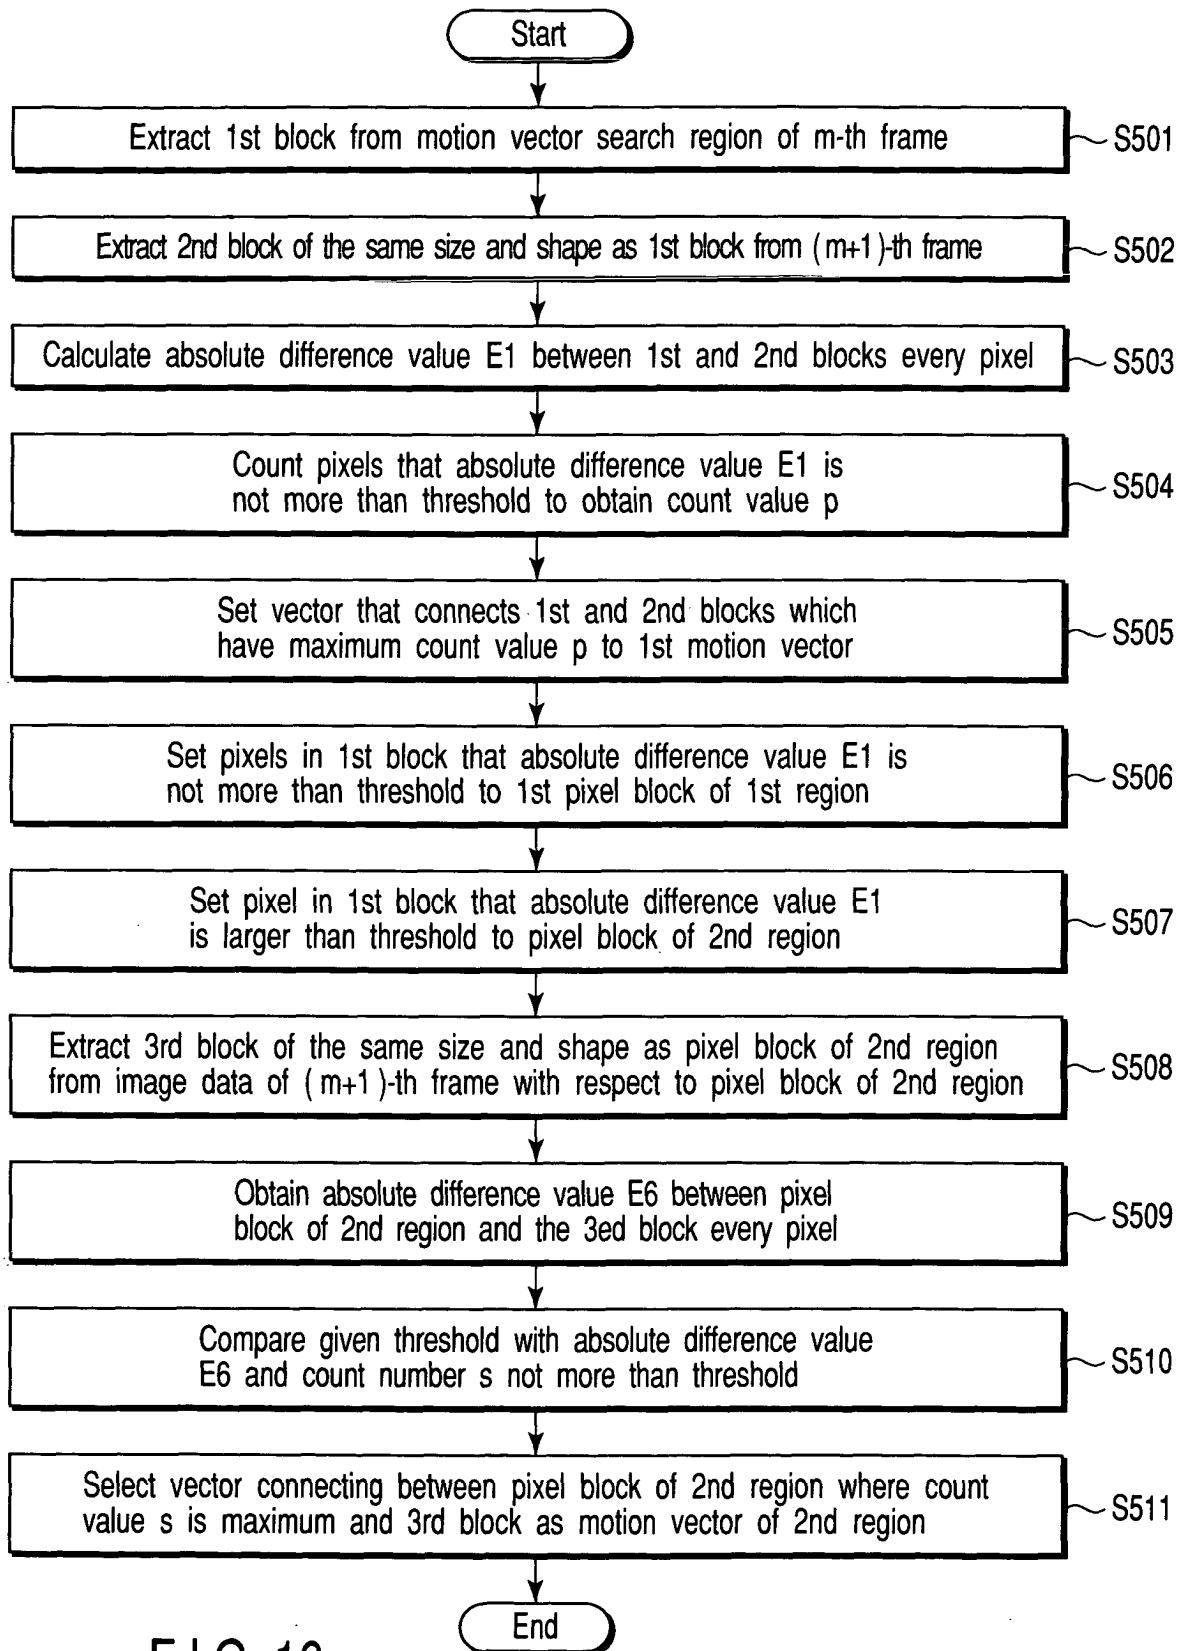 Start
Extract 1st block from motion vector search region of m-th frame
S501
Extract 2nd block of the same size and shape as 1st block from (m+1)-th frame
S502
Calculate absolute difference value E1 between 1st and 2nd blocks every pixel
S503
Count pixels that absolute difference value E1 is
not more than threshold to obtain count value p
S504
Set vector that connects 1st and 2nd blocks which
have maximum count value p to 1st motion vector
S505
Set pixels in 1st block that absolute difference value E1 is
not more than threshold to 1st pixel block of 1st region
S506
Set pixel in 1st block that absolute difference value E1
is larger than threshold to pixel block of 2nd region
S507
Extract 3rd block of the same size and shape as pixel block of 2nd region
from image data of (m+1)-th frame with respect to pixel block of 2nd region
S508
Obtain absolute difference value E6 between pixel
block of 2nd region and the 3ed block every pixel
S509
Compare given threshold with absolute difference value
E6 and count number s not more than threshold
S510
Select vector connecting between pixel block of 2nd region where count
value s is maximum and 3rd block as motion vector of 2nd region
S511
End